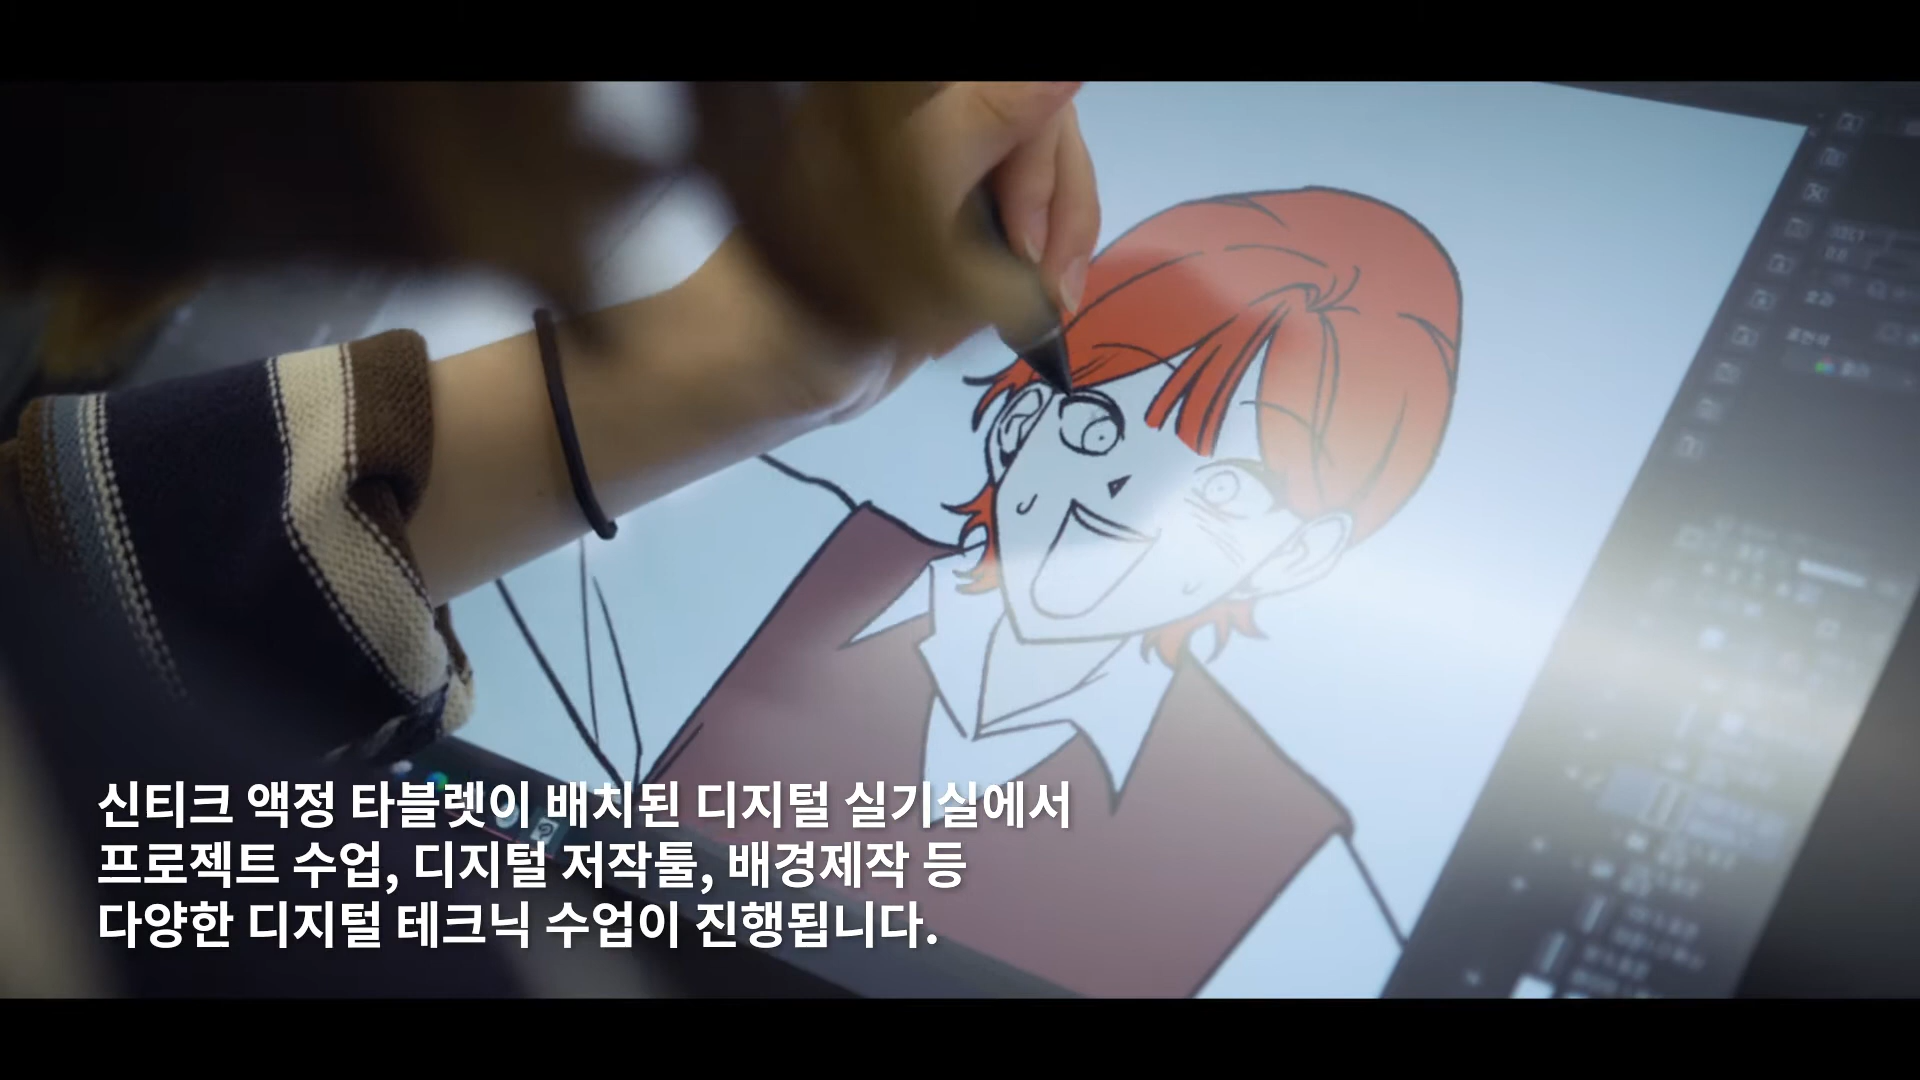 신티크 액정 타블렛이 배치된 디지털 실기실에서
프로젝트 수업, 디지털 저작툴, 배경제작 등
다양한 디지털 테크닉 수업이 진행됩니다.